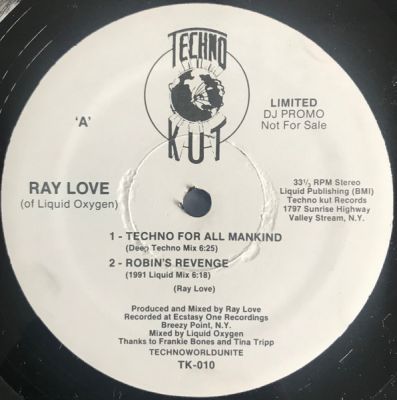 TECHNO
KUT
'A'
LIMITED
DJ PROMO
Not For Sale
RAY LOVE
(of Liquid Oxygen)
33⅓ RPM Stereo
Liquid Publishing (BMI)
Techno kut Records
1797 Sunrise Highway
Valley Stream, N.Y.
1 - TECHNO FOR ALL MANKIND
(Deep Techno Mix 6:25)
2 - ROBIN'S REVENGE
(1991 Liquid Mix 6:18)
(Ray Love)
Produced and Mixed by Ray Love
Recorded at Ecstasy One Recordings
Breezy Point, N.Y.
Mixed by Liquid Oxygen
Thanks to Frankie Bones and Tina Tripp
TECHNOWORLDUNITE
TK-010